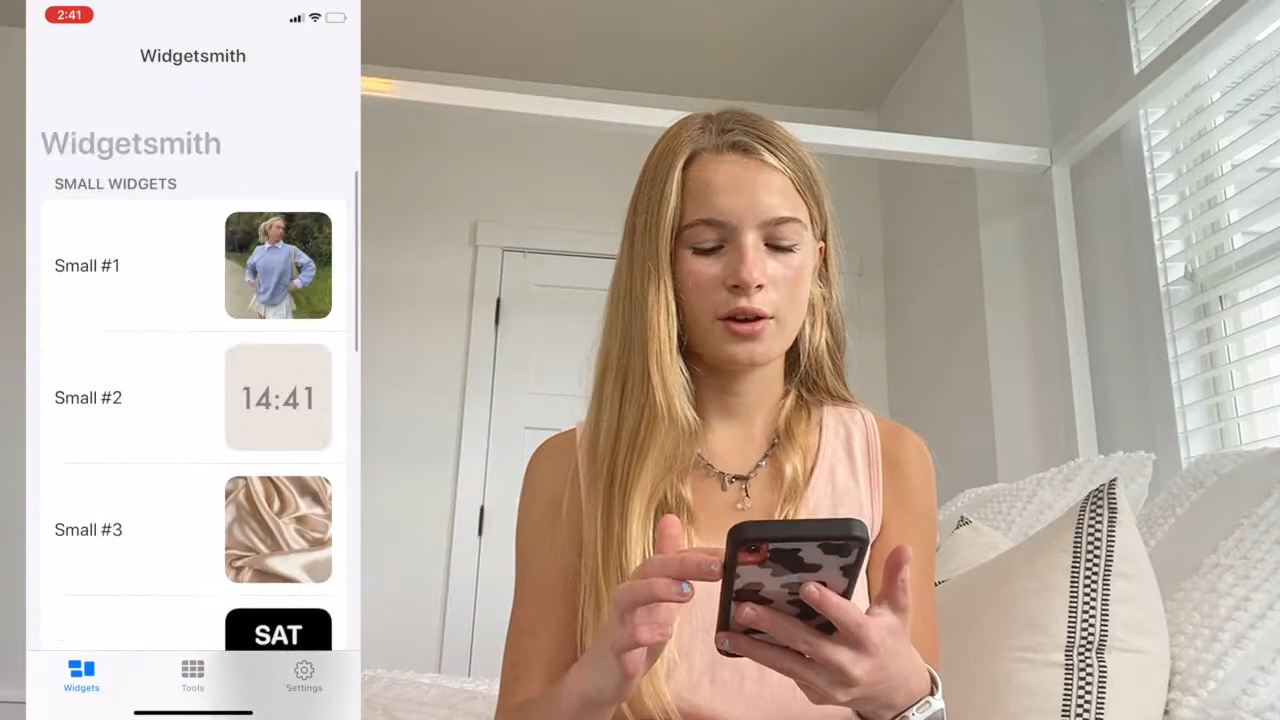 2:41
Widgetsmith
Widgetsmith
SMALL WIDGETS
Small #1
Small #2
14:41
Small #3
SAT
Widgets
Tools
Settings